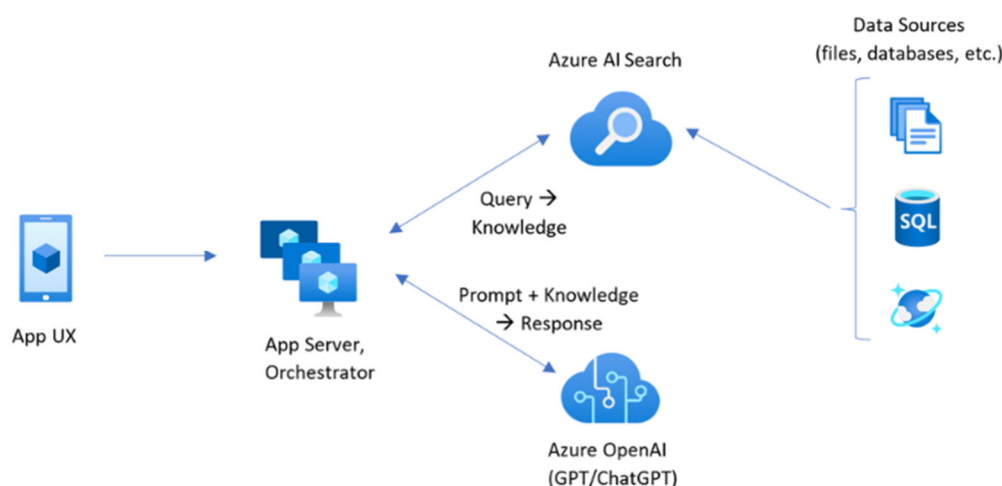 Data Sources
(files, databases, etc.)
Azure AI Search
SQL
Query →
Knowledge
Prompt + Knowledge
→ Response
App UX
App Server,
Orchestrator
Azure OpenAI
(GPT/ChatGPT)